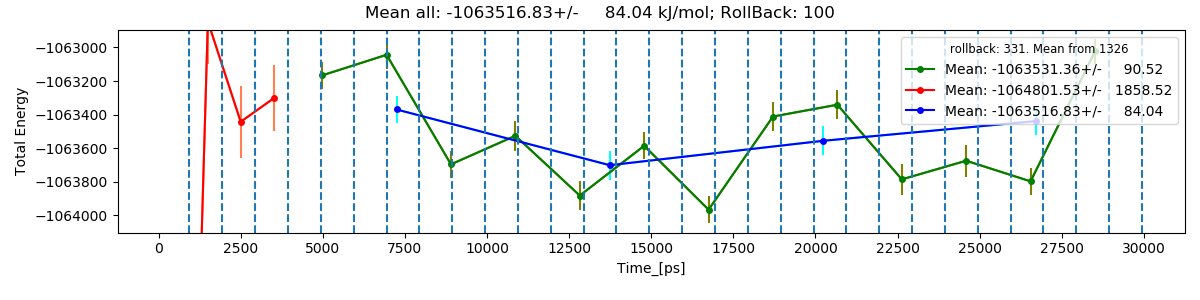 Mean all: -1063516.83+/- 84.04 kJ/mol; RollBack: 100
Total Energy
−1063000
−1063200
−1063400
−1063600
−1063800
−1064000
rollback: 331. Mean from 1326
Mean: -1063531.36+/- 90.52
Mean: -1064801.53+/- 1858.52
Mean: -1063516.83+/- 84.04
0 2500 5000 7500 10000 12500 15000 17500 20000 22500 25000 27500 30000
Time_[ps]